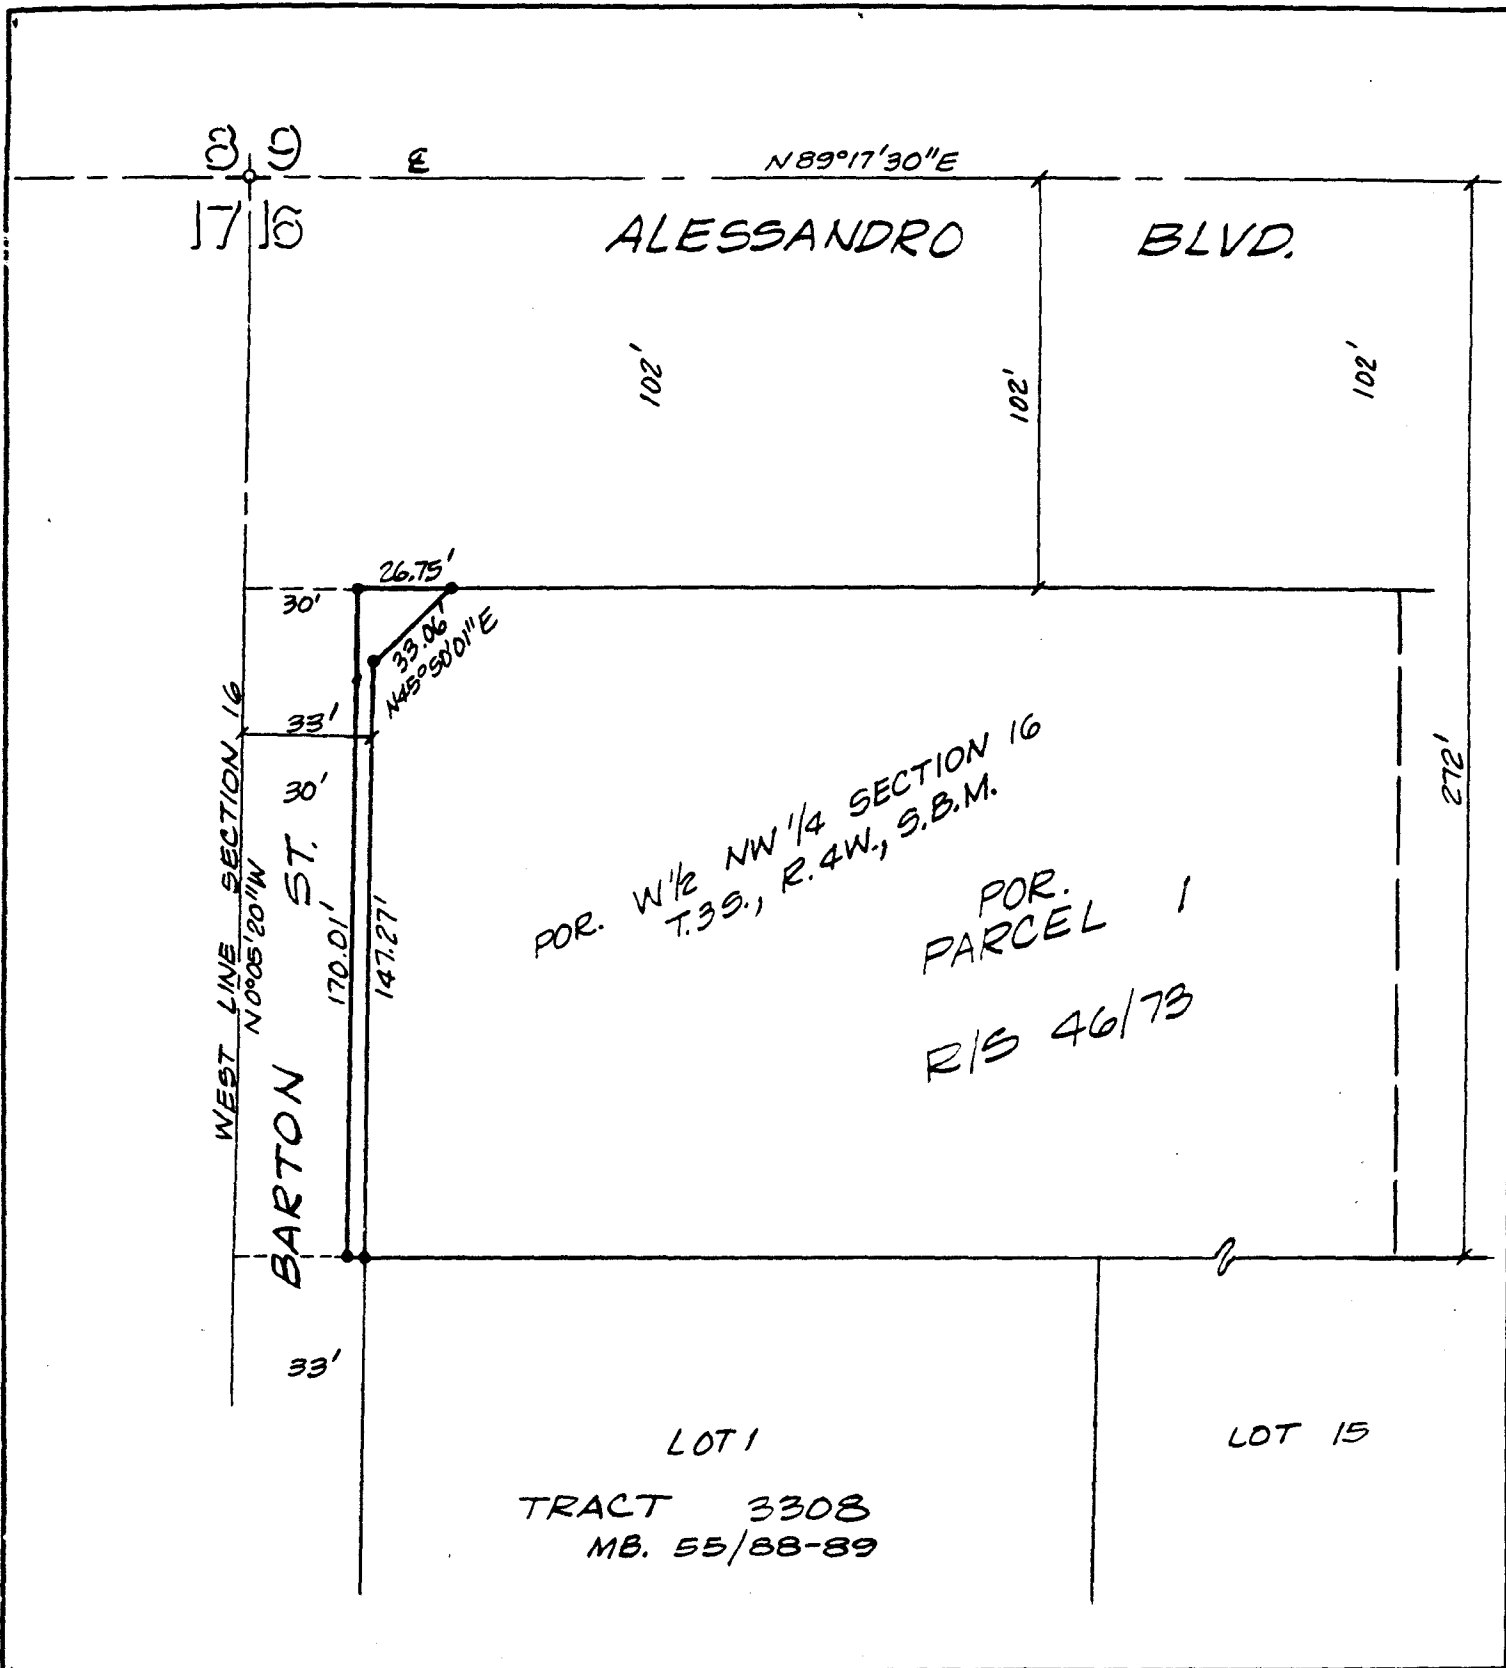 8 9
℄
N89°17'30"E
17 16
ALESSANDRO BLVD.
102'
102'
102'
26.75'
30'
33.06'
N45°50'01"E
33'
30'
WEST LINE SECTION 16
N0°05'20"W
BARTON ST.
170.01'
147.27'
272'
POR. W1/2 NW 1/4 SECTION 16
T.3S., R.4W., S.B.M.
POR.
PARCEL 1
R/S 46/73
33'
LOT 1
LOT 15
TRACT 3308
MB. 55/88-89